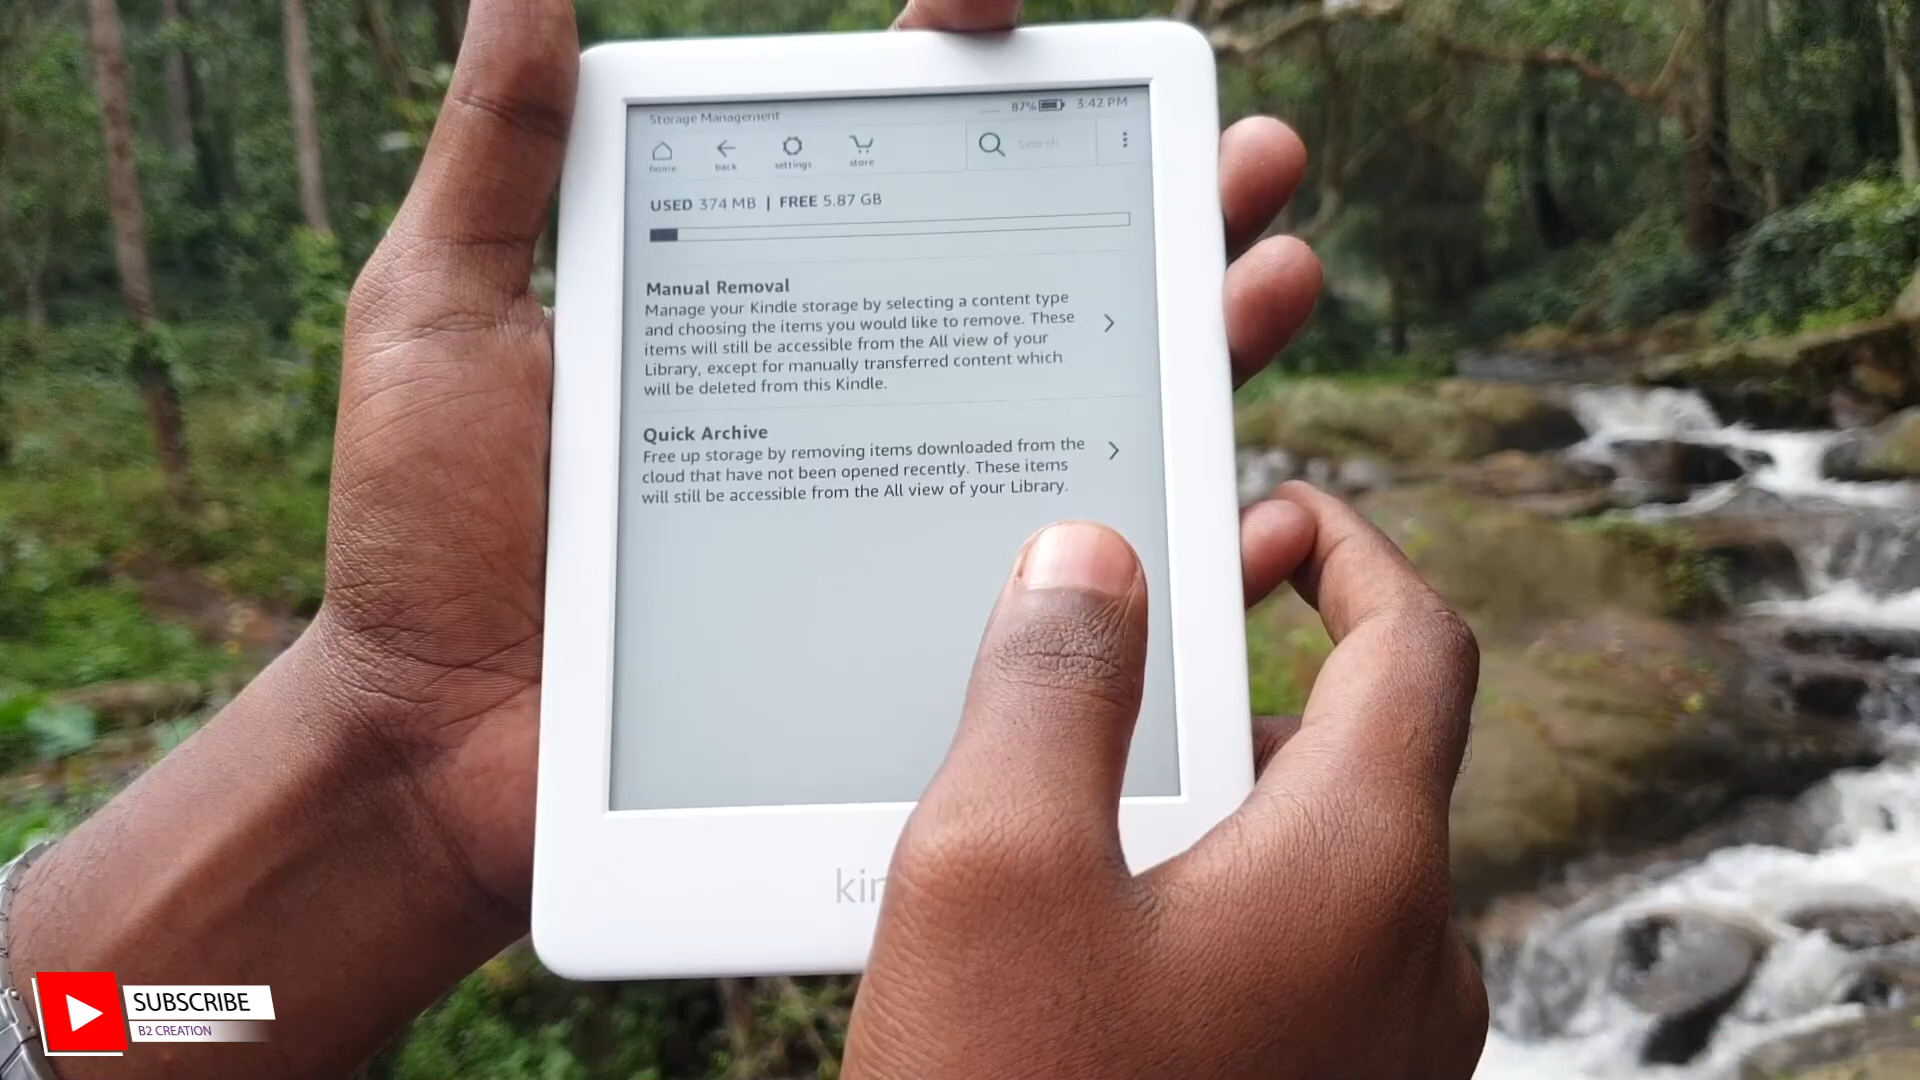 87% 3:42 PM
Storage Management
home back settings store Search
USED 374 MB | FREE 5.87 GB
Manual Removal
Manage your Kindle storage by selecting a content type
and choosing the items you would like to remove. These
items will still be accessible from the All view of your
Library, except for manually transferred content which
will be deleted from this Kindle.
Quick Archive
Free up storage by removing items downloaded from the
cloud that have not been opened recently. These items
will still be accessible from the All view of your Library.
kin
SUBSCRIBE
B2 CREATION